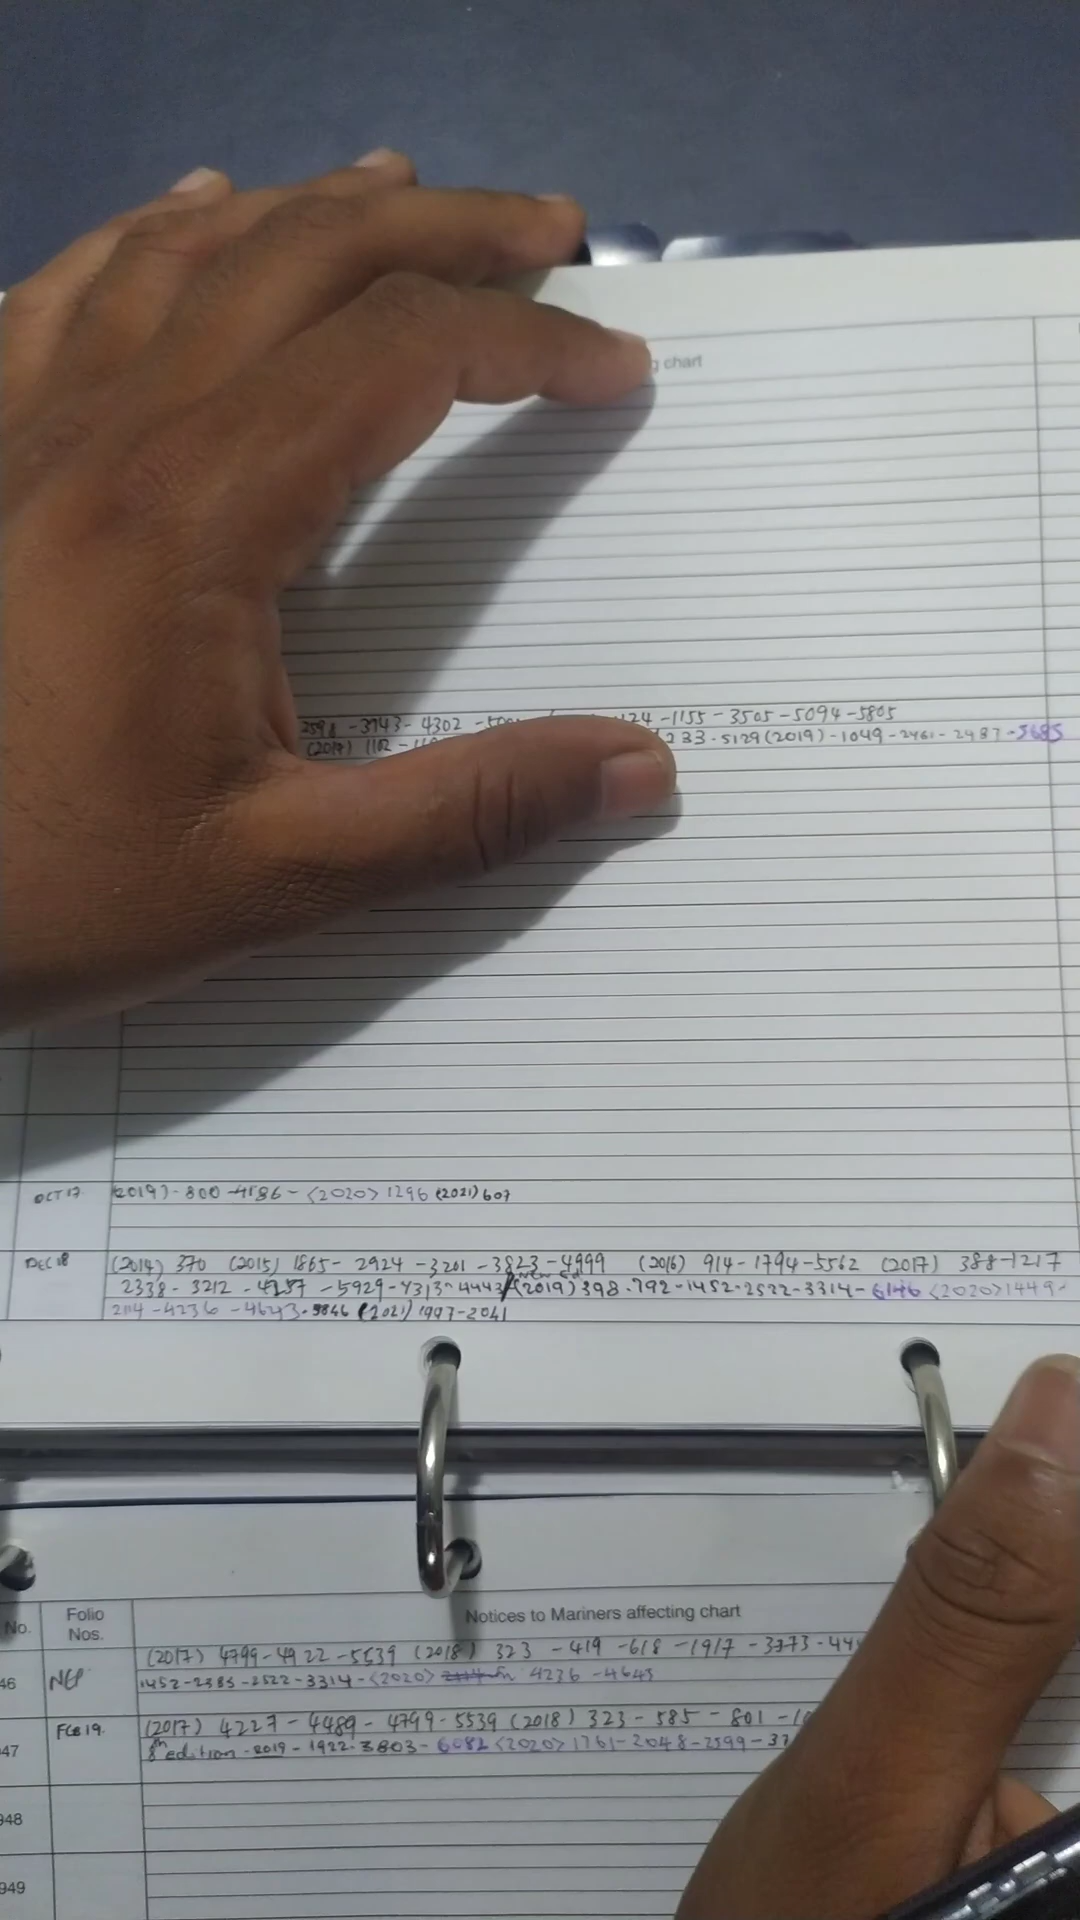 g chart
2598 -3743- 4302 124 -1155 - 3505 -5094-5805
(2017) 1102 233 - 5129 (2019) - 1049 - 2461 - 2487 - 5685
OCT 17 (2019) - 800 -4586 - <2020> 1296 (2021) 607
DEC 18 (2014) 370 (2015) 1865 - 2924 -3201 -3823-4999 (2016) 914-1794-5562 (2017) 388-1217
2338 - 3212 - 4257 -5929 - 4313 - 4443 (2019) 398 . 792 -1452-2522-3314-6146 <2020> 1449-
2114 -4236 -4643 . 5846 (2021) 1997-2041
No. Folio Nos. Notices to Mariners affecting chart
(2017) 4799-4922 -5539 (2018) 323 -419 -618 -1917 -3773
46 NEP 1452-2385-2522-3314-<2020> 4236 -4643
FEB 19. (2017) 4227 - 4489 - 4799-5539 (2018) 323 -585 - 801
47 8th edition - 2019 - 1922 - 3803 - 6082 <2020> 1761-2048-2599-
948
949